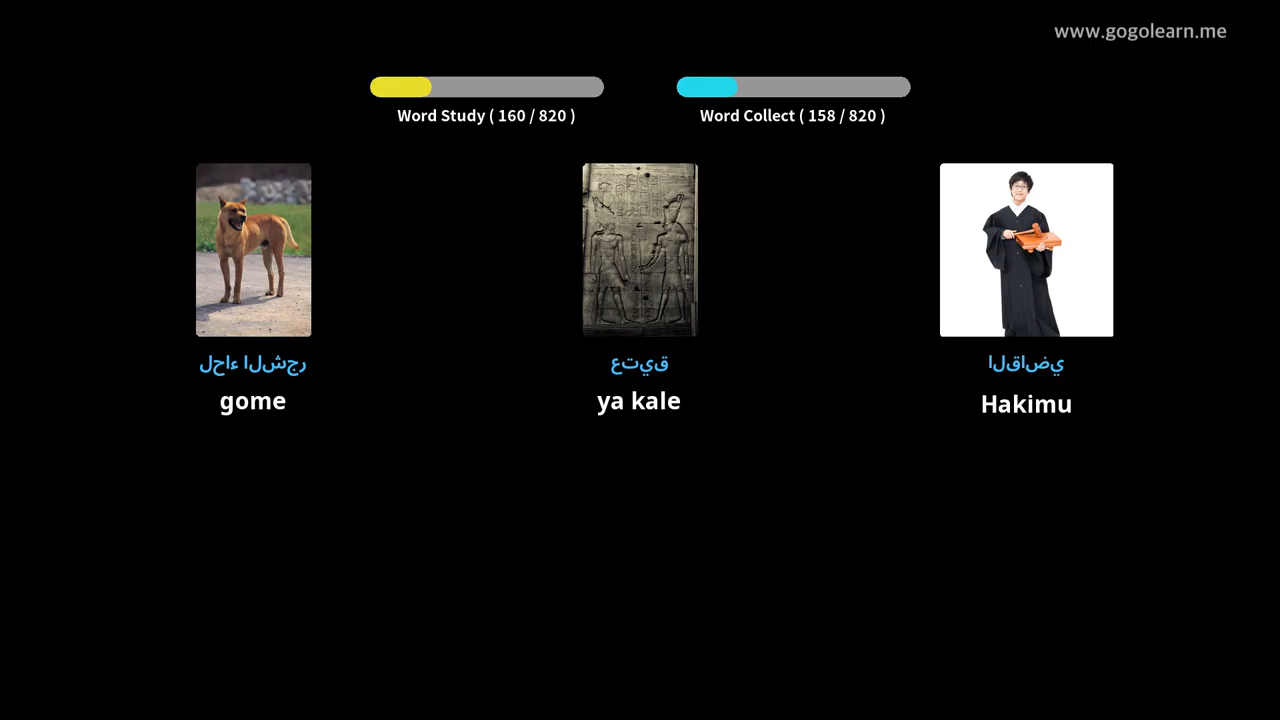 www.gogolearn.me
Word Study ( 160 / 820 )
Word Collect ( 158 / 820 )
لحاء الشجر
gome
عتيق
ya kale
القاضي
Hakimu